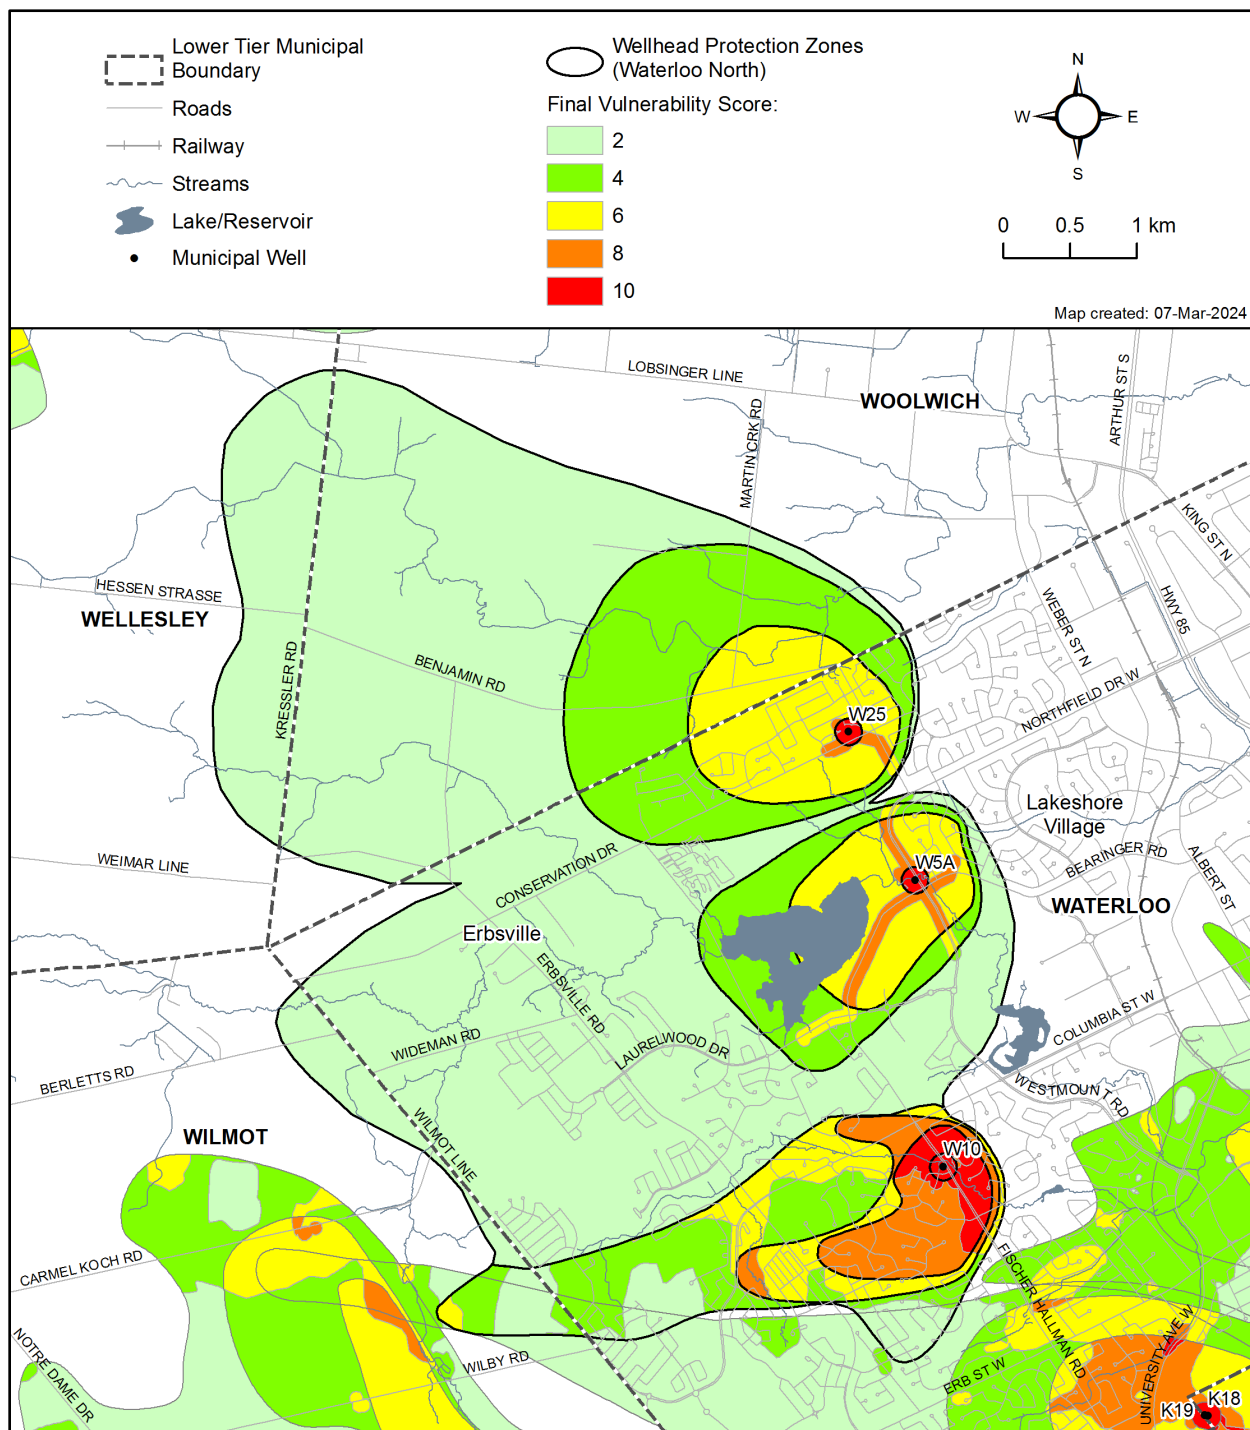 Lower Tier Municipal
Boundary
Roads
Railway
Streams
Lake/Reservoir
Municipal Well
Wellhead Protection Zones
(Waterloo North)
Final Vulnerability Score:
2
4
6
8
10
N
W E
S
0 0.5 1 km
Map created: 07-Mar-2024
LOBSINGER LINE
WOOLWICH
ARTHUR ST S
MARTIN CRK RD
KING ST N
HESSEN STRASSE
WELLESLEY
HWY 85
WEBER ST N
KRESSLER RD
BENJAMIN RD
NORTHFIELD DR W
W25
Lakeshore
Village
WEIMAR LINE
CONSERVATION DR
W5A
BEARINGER RD
ALBERT ST
WATERLOO
Erbsville
ERBSVILLE RD
WIDEMAN RD
LAURELWOOD DR
COLUMBIA ST W
BERLETTS RD
WESTMOUNT RD
WILMOT
WILMOT LINE
W10
CARMEL KOCH RD
FISCHER HALLMAN RD
NOTRE DAME DR
WILBY RD
ERB ST W
UNIVERSITY AVE W
K19 K18